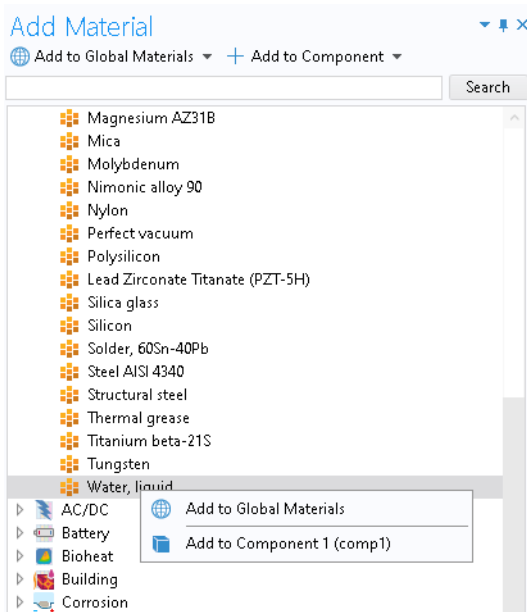 Add Material
Add to Global Materials Add to Component
Search
Magnesium AZ31B
Mica
Molybdenum
Nimonic alloy 90
Nylon
Perfect vacuum
Polysilicon
Lead Zirconate Titanate (PZT-5H)
Silica glass
Silicon
Solder, 60Sn-40Pb
Steel AISI 4340
Structural steel
Thermal grease
Titanium beta-21S
Tungsten
Water, liquid
AC/DC
Add to Global Materials
Battery
Add to Component 1 (comp1)
Bioheat
Building
Corrosion